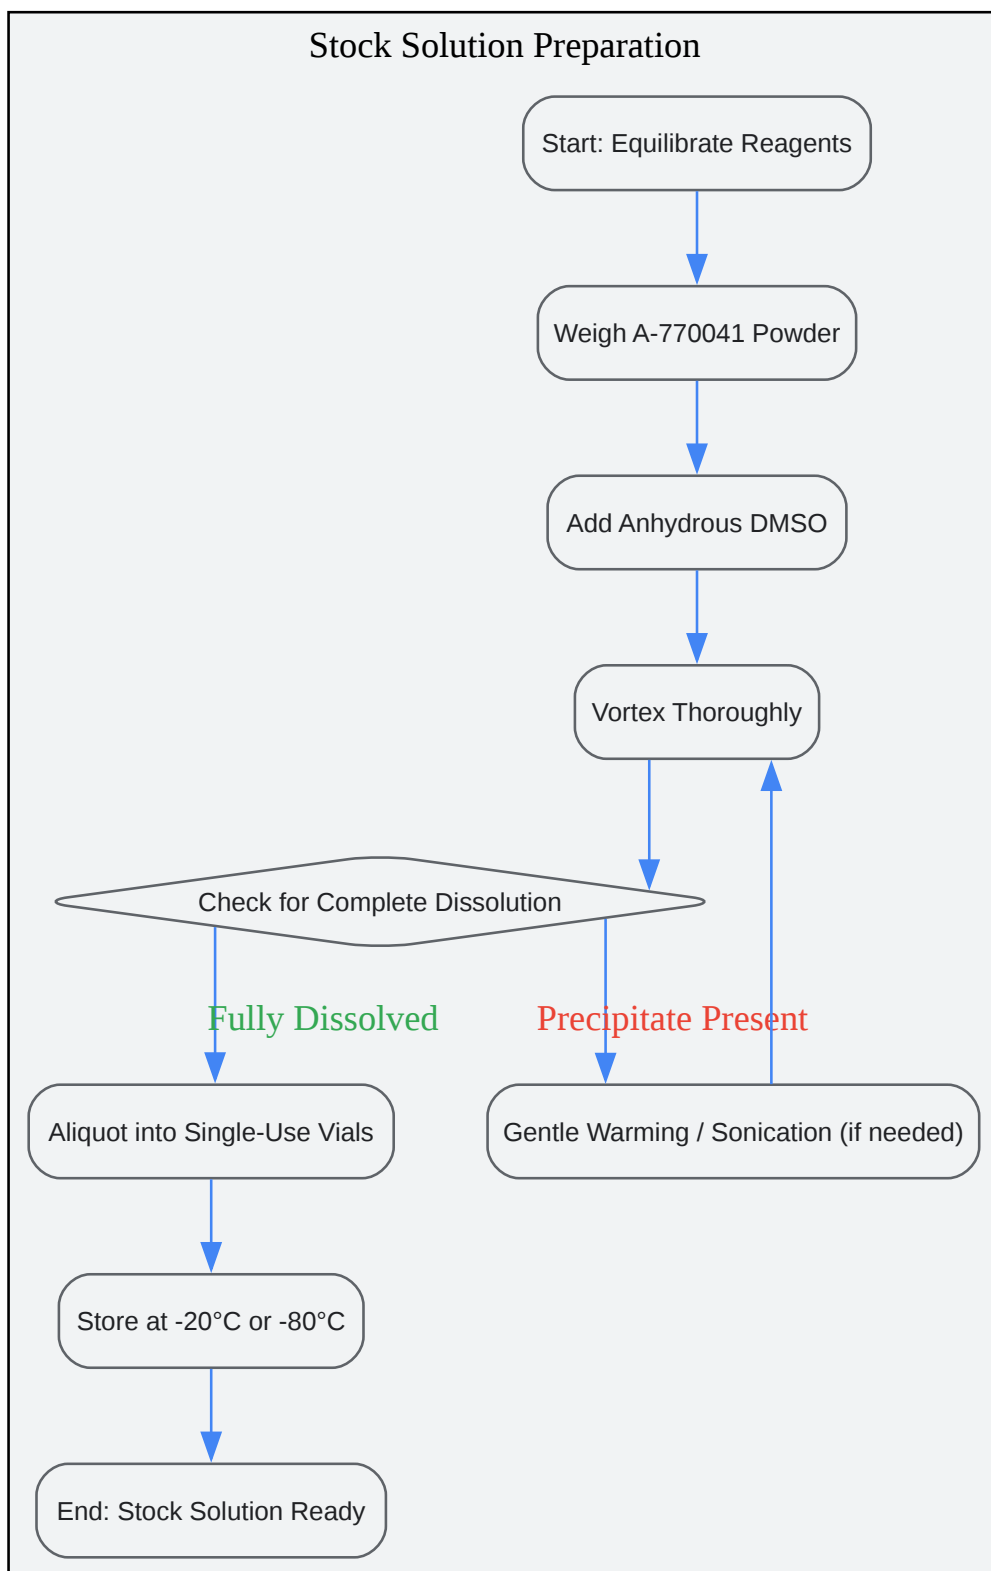 Stock Solution Preparation
Start: Equilibrate Reagents
Weigh A-770041 Powder
Add Anhydrous DMSO
Vortex Thoroughly
Check for Complete Dissolution
Fully Dissolved
Precipitate Present
Aliquot into Single-Use Vials
Gentle Warming / Sonication (if needed)
Store at -20°C or -80°C
End: Stock Solution Ready